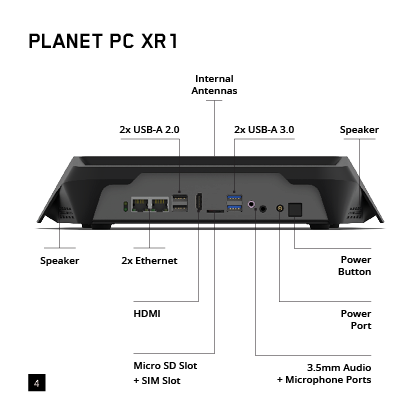 PLANET PC XR1
Internal
Antennas
2x USB-A 2.0
2x USB-A 3.0
Speaker
Speaker
2x Ethernet
Power
Button
HDMI
Power
Port
Micro SD Slot
+ SIM Slot
3.5mm Audio
+ Microphone Ports
4